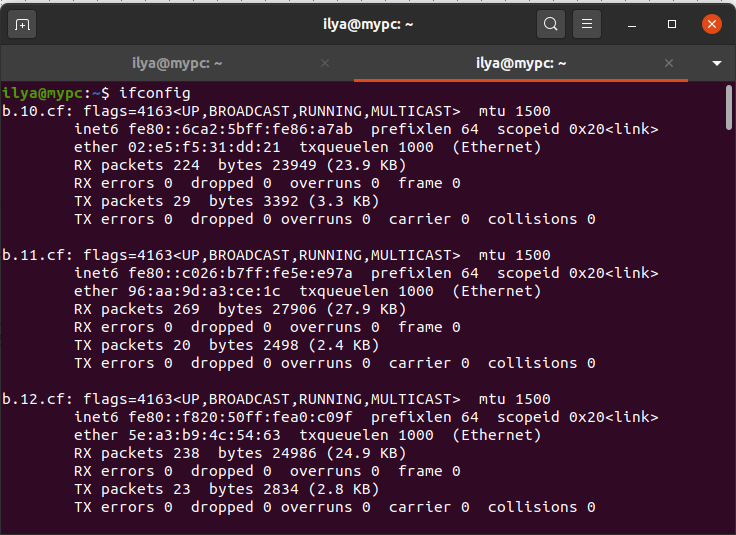 ilya@mypc: ~
ilya@mypc: ~
ilya@mypc: ~
ilya@mypc:~$ ifconfig
b.10.cf: flags=4163<UP,BROADCAST,RUNNING,MULTICAST>  mtu 1500
        inet6 fe80::6ca2:5bff:fe86:a7ab  prefixlen 64  scopeid 0x20<link>
        ether 02:e5:f5:31:dd:21  txqueuelen 1000  (Ethernet)
        RX packets 224  bytes 23949 (23.9 KB)
        RX errors 0  dropped 0  overruns 0  frame 0
        TX packets 29  bytes 3392 (3.3 KB)
        TX errors 0  dropped 0 overruns 0  carrier 0  collisions 0
b.11.cf: flags=4163<UP,BROADCAST,RUNNING,MULTICAST>  mtu 1500
        inet6 fe80::c026:b7ff:fe5e:e97a  prefixlen 64  scopeid 0x20<link>
        ether 96:aa:9d:a3:ce:1c  txqueuelen 1000  (Ethernet)
        RX packets 269  bytes 27906 (27.9 KB)
        RX errors 0  dropped 0  overruns 0  frame 0
        TX packets 20  bytes 2498 (2.4 KB)
        TX errors 0  dropped 0 overruns 0  carrier 0  collisions 0
b.12.cf: flags=4163<UP,BROADCAST,RUNNING,MULTICAST>  mtu 1500
        inet6 fe80::f820:50ff:fea0:c09f  prefixlen 64  scopeid 0x20<link>
        ether 5e:a3:b9:4c:54:63  txqueuelen 1000  (Ethernet)
        RX packets 238  bytes 24986 (24.9 KB)
        RX errors 0  dropped 0  overruns 0  frame 0
        TX packets 23  bytes 2834 (2.8 KB)
        TX errors 0  dropped 0 overruns 0  carrier 0  collisions 0